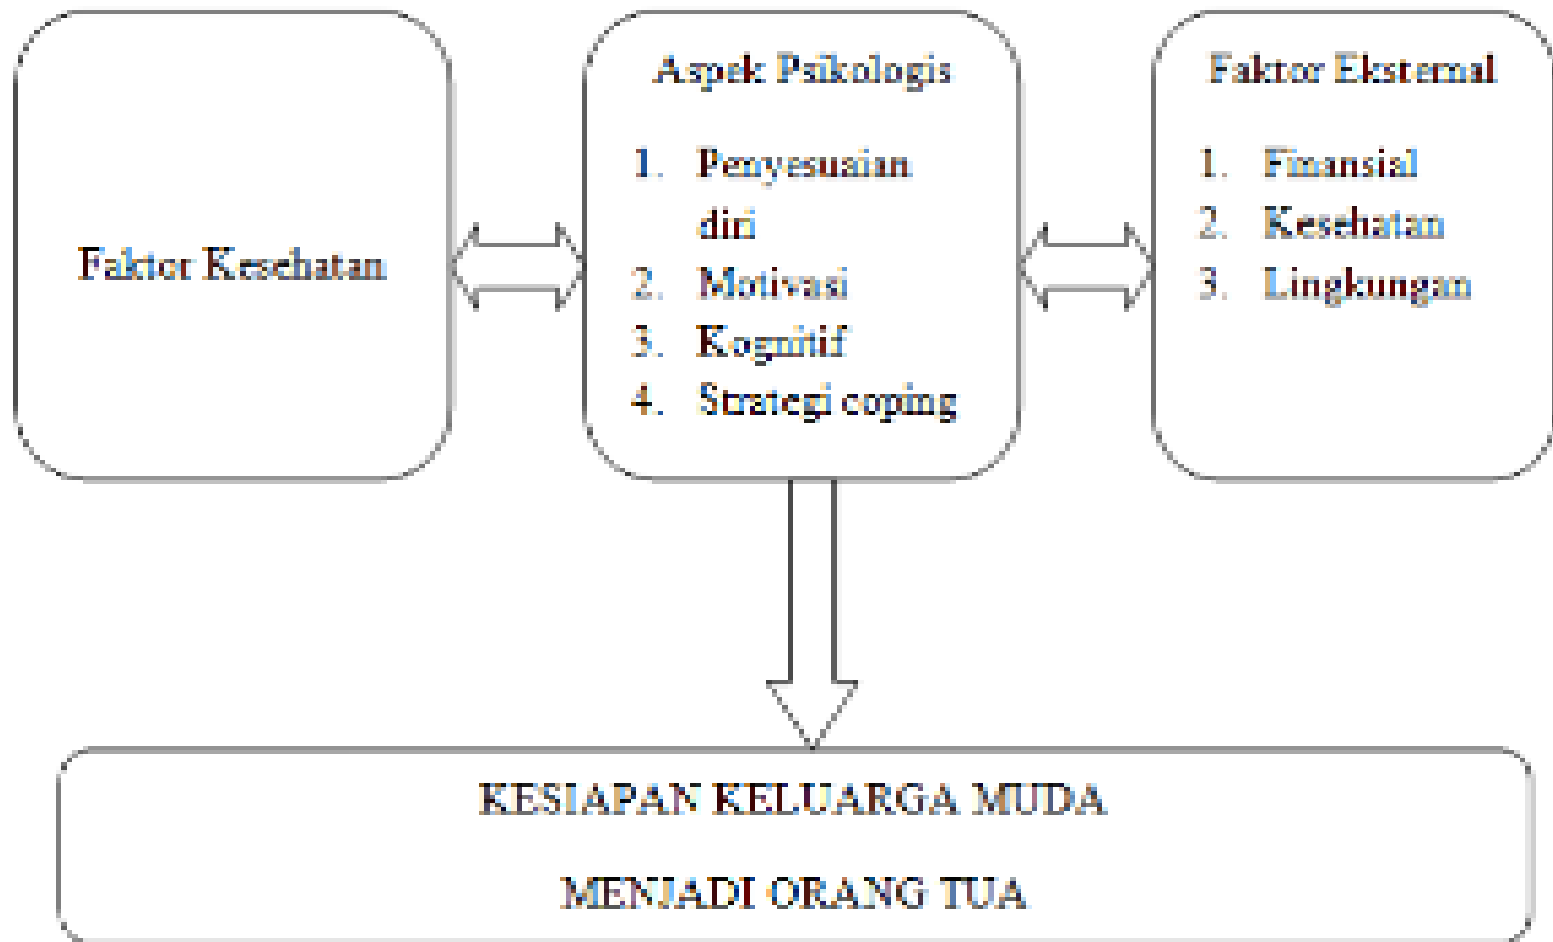 Faktor Kesehatan
Aspek Psikologis
1. Penyesuaian
diri
2. Motivasi
3. Kognitif
4. Strategi coping
Faktor Eksternal
1. Finansial
2. Kesehatan
3. Lingkungan
KESIAPAN KELUARGA MUDA
MENJADI ORANG TUA